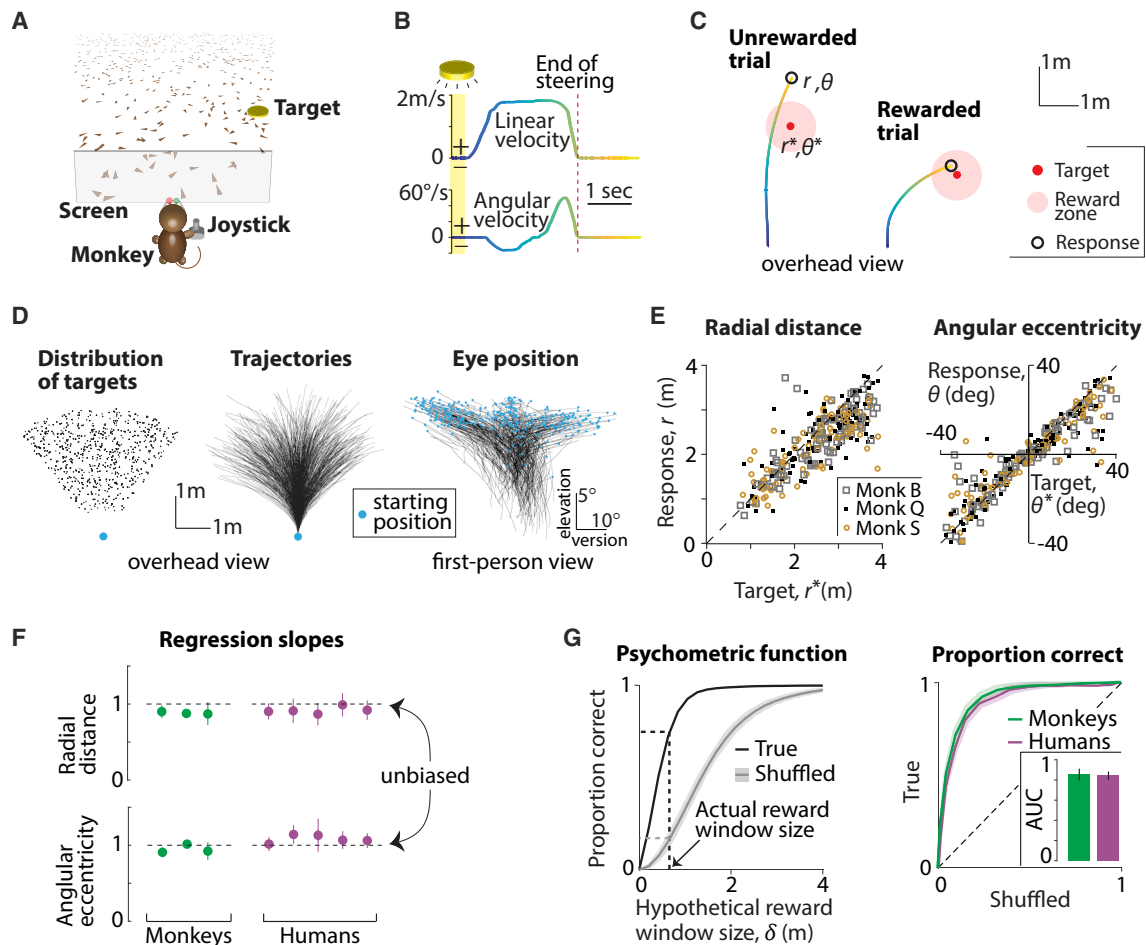 A
Target
Screen
Joystick
Monkey
B
End of
steering
2m/s
Linear
velocity
+
0
−
60°/s
1 sec
Angular
velocity
+
0
−
C
Unrewarded
trial
r,θ
r*,θ*
Rewarded
trial
1m
1m
Target
Reward
zone
Response
overhead view
D
Distribution
of targets
Trajectories
Eye position
1m
1m
starting
position
elevation
5°
10°
version
overhead view
first-person view
E
Radial distance
Angular eccentricity
Response, r (m)
4
2
0
0
2
4
Target, r*(m)
Monk B
Monk Q
Monk S
40
Response,
θ (deg)
-40
40
Target,
θ* (deg)
-40
F
Regression slopes
Radial
distance
1
0
unbiased
Anglular
eccentricity
1
0
Monkeys
Humans
G
Psychometric function
Proportion correct
1
0
True
Shuffled
Actual reward
window size
0
2
4
Hypothetical reward
window size, δ (m)
Proportion correct
True
1
0
Monkeys
Humans
AUC
1
0
0
1
Shuffled